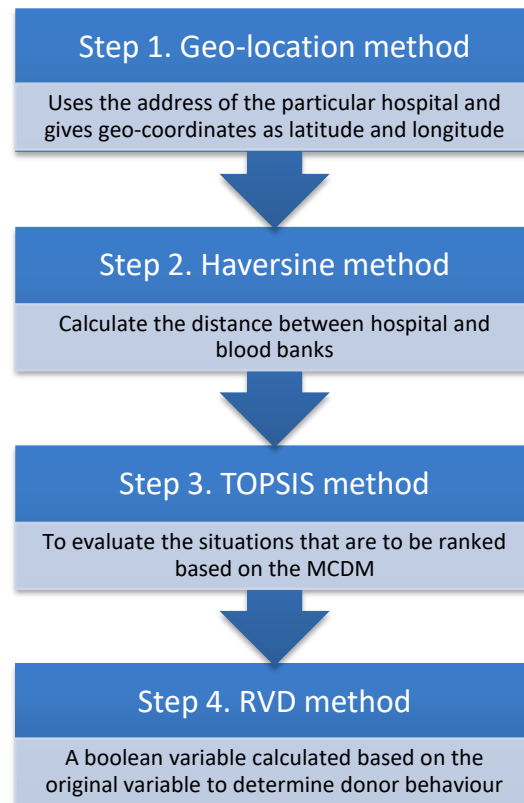 Step 1. Geo-location method
Uses the address of the particular hospital and
gives geo-coordinates as latitude and longitude
Step 2. Haversine method
Calculate the distance between hospital and
blood banks
Step 3. TOPSIS method
To evaluate the situations that are to be ranked
based on the MCDM
Step 4. RVD method
A boolean variable calculated based on the
original variable to determine donor behaviour